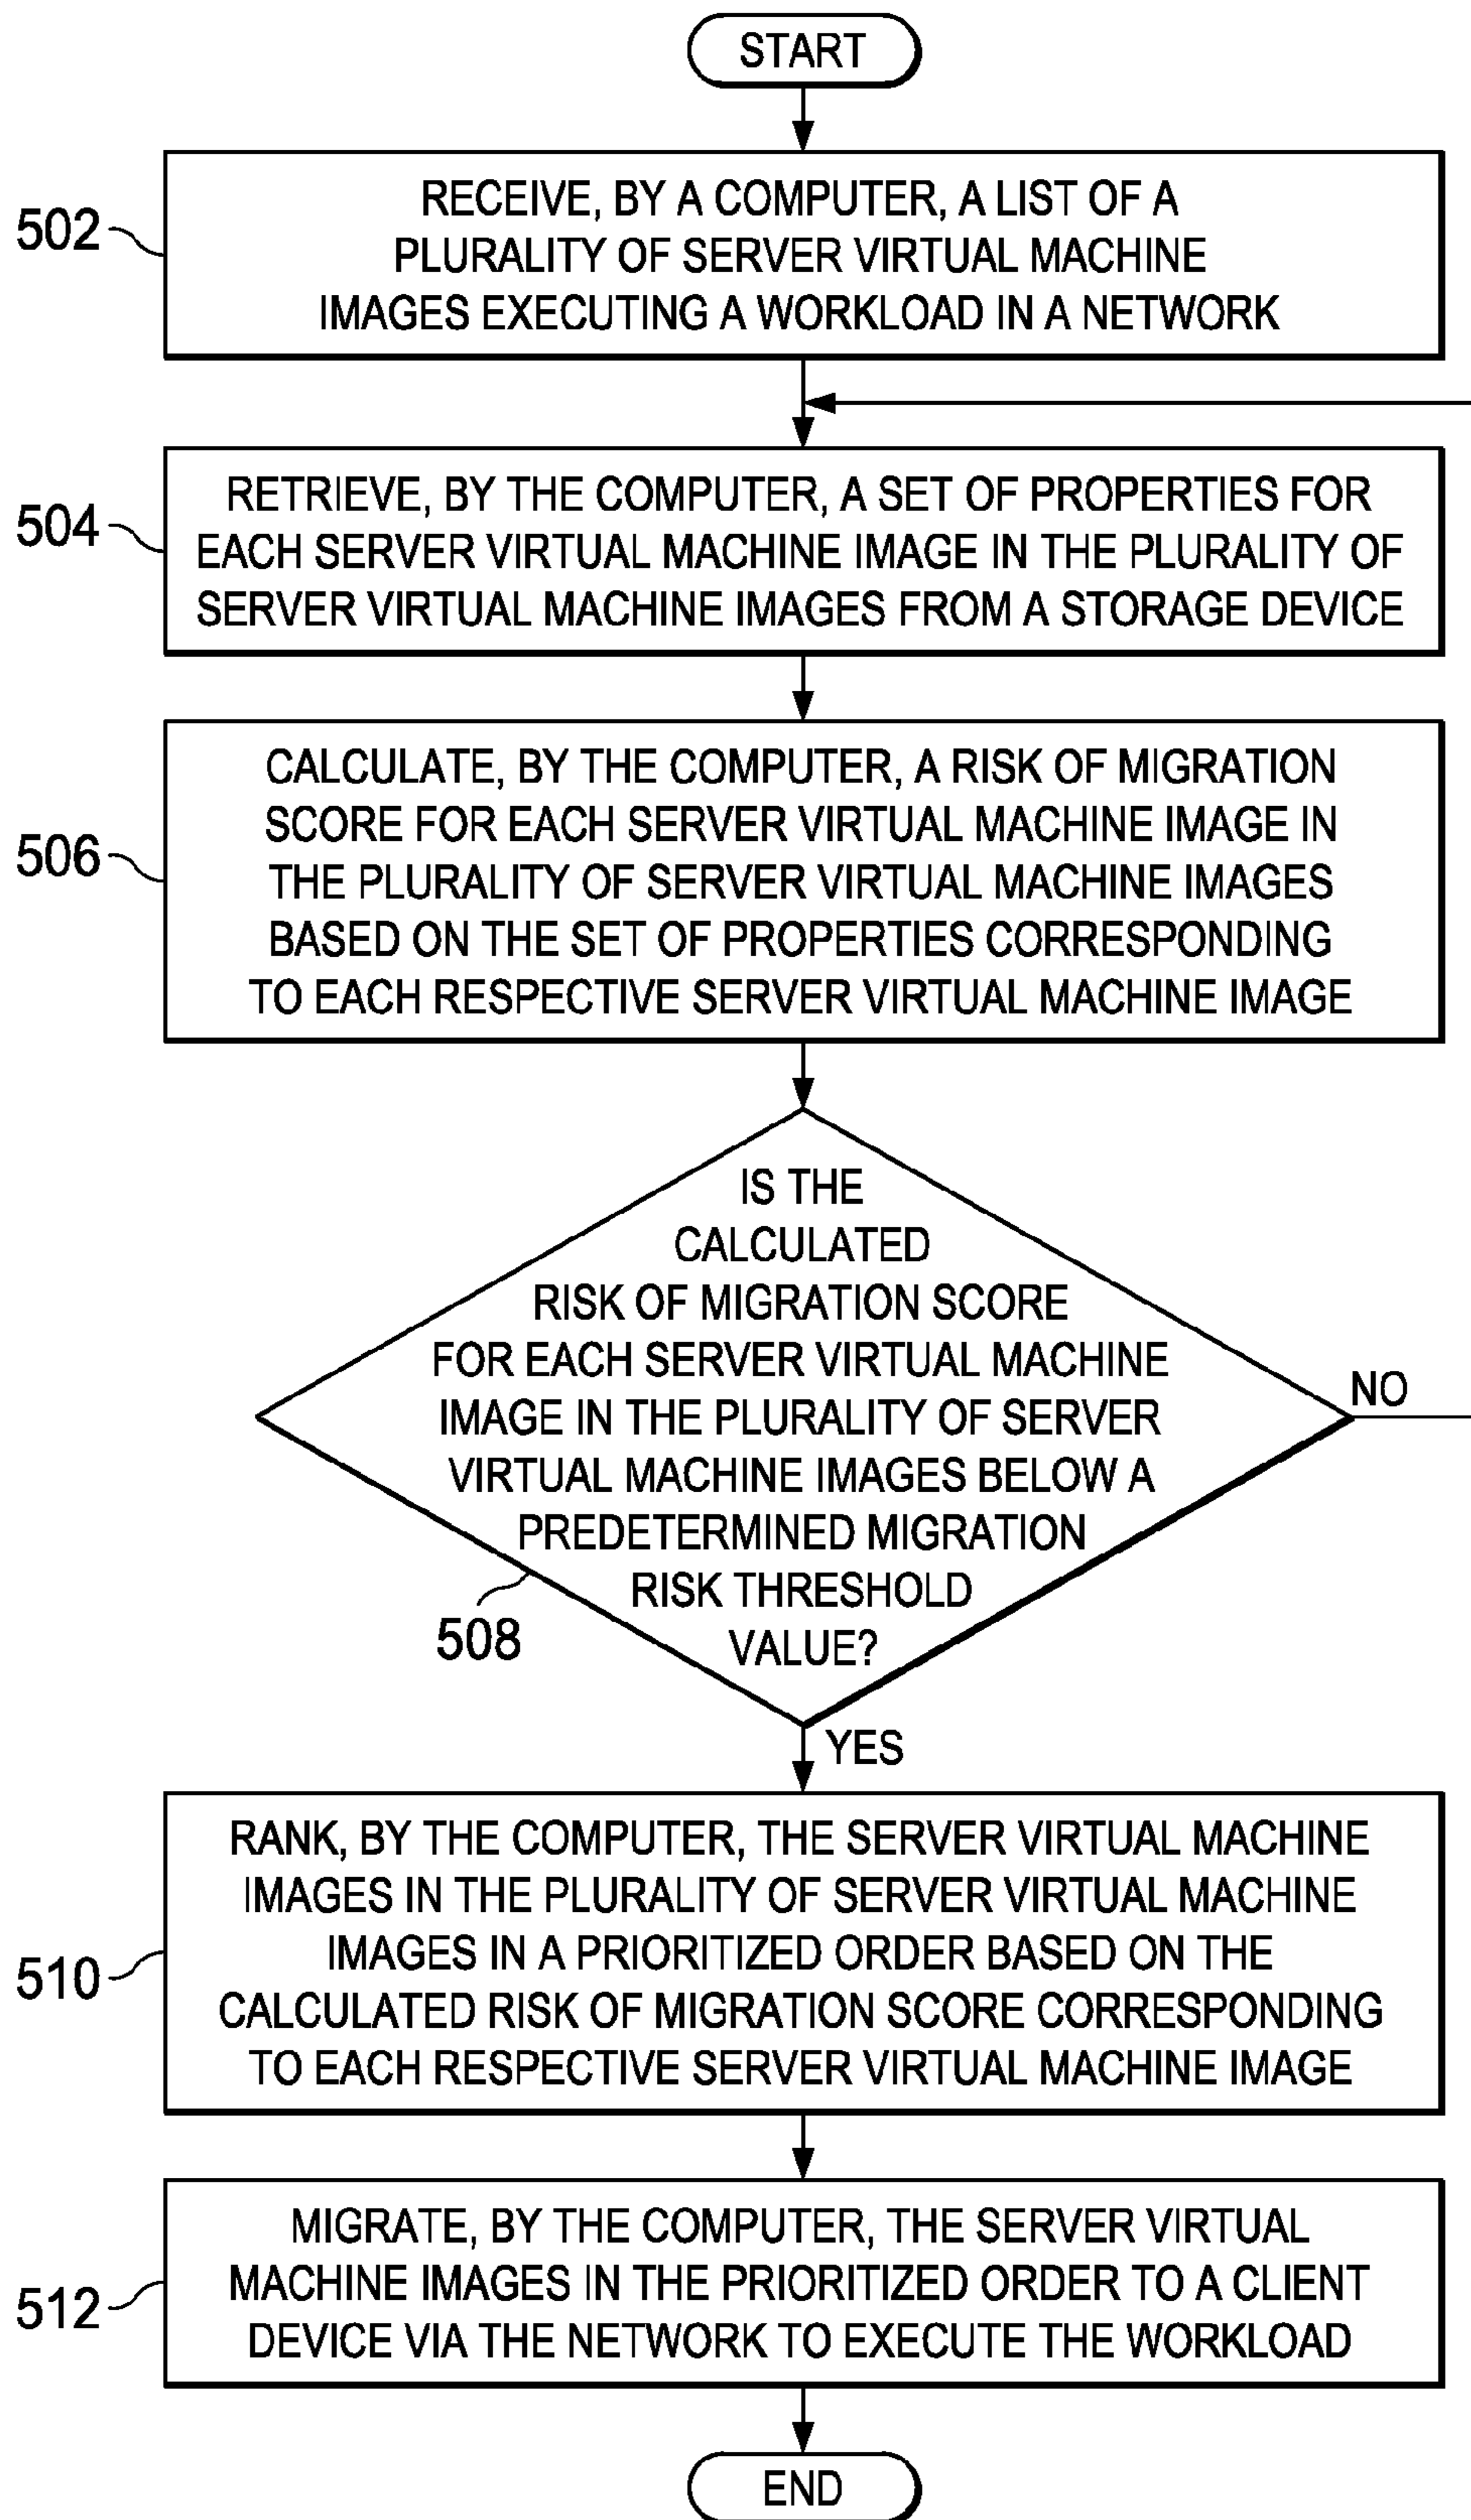 START
RECEIVE, BY A COMPUTER, A LIST OF A
PLURALITY OF SERVER VIRTUAL MACHINE
IMAGES EXECUTING A WORKLOAD IN A NETWORK
502
RETRIEVE, BY THE COMPUTER, A SET OF PROPERTIES FOR
EACH SERVER VIRTUAL MACHINE IMAGE IN THE PLURALITY OF
SERVER VIRTUAL MACHINE IMAGES FROM A STORAGE DEVICE
504
CALCULATE, BY THE COMPUTER, A RISK OF MIGRATION
SCORE FOR EACH SERVER VIRTUAL MACHINE IMAGE IN
THE PLURALITY OF SERVER VIRTUAL MACHINE IMAGES
BASED ON THE SET OF PROPERTIES CORRESPONDING
TO EACH RESPECTIVE SERVER VIRTUAL MACHINE IMAGE
506
IS THE
CALCULATED
RISK OF MIGRATION SCORE
FOR EACH SERVER VIRTUAL MACHINE
IMAGE IN THE PLURALITY OF SERVER
VIRTUAL MACHINE IMAGES BELOW A
PREDETERMINED MIGRATION
RISK THRESHOLD
VALUE?
NO
508
YES
RANK, BY THE COMPUTER, THE SERVER VIRTUAL MACHINE
IMAGES IN THE PLURALITY OF SERVER VIRTUAL MACHINE
IMAGES IN A PRIORITIZED ORDER BASED ON THE
CALCULATED RISK OF MIGRATION SCORE CORRESPONDING
TO EACH RESPECTIVE SERVER VIRTUAL MACHINE IMAGE
510
MIGRATE, BY THE COMPUTER, THE SERVER VIRTUAL
MACHINE IMAGES IN THE PRIORITIZED ORDER TO A CLIENT
DEVICE VIA THE NETWORK TO EXECUTE THE WORKLOAD
512
END